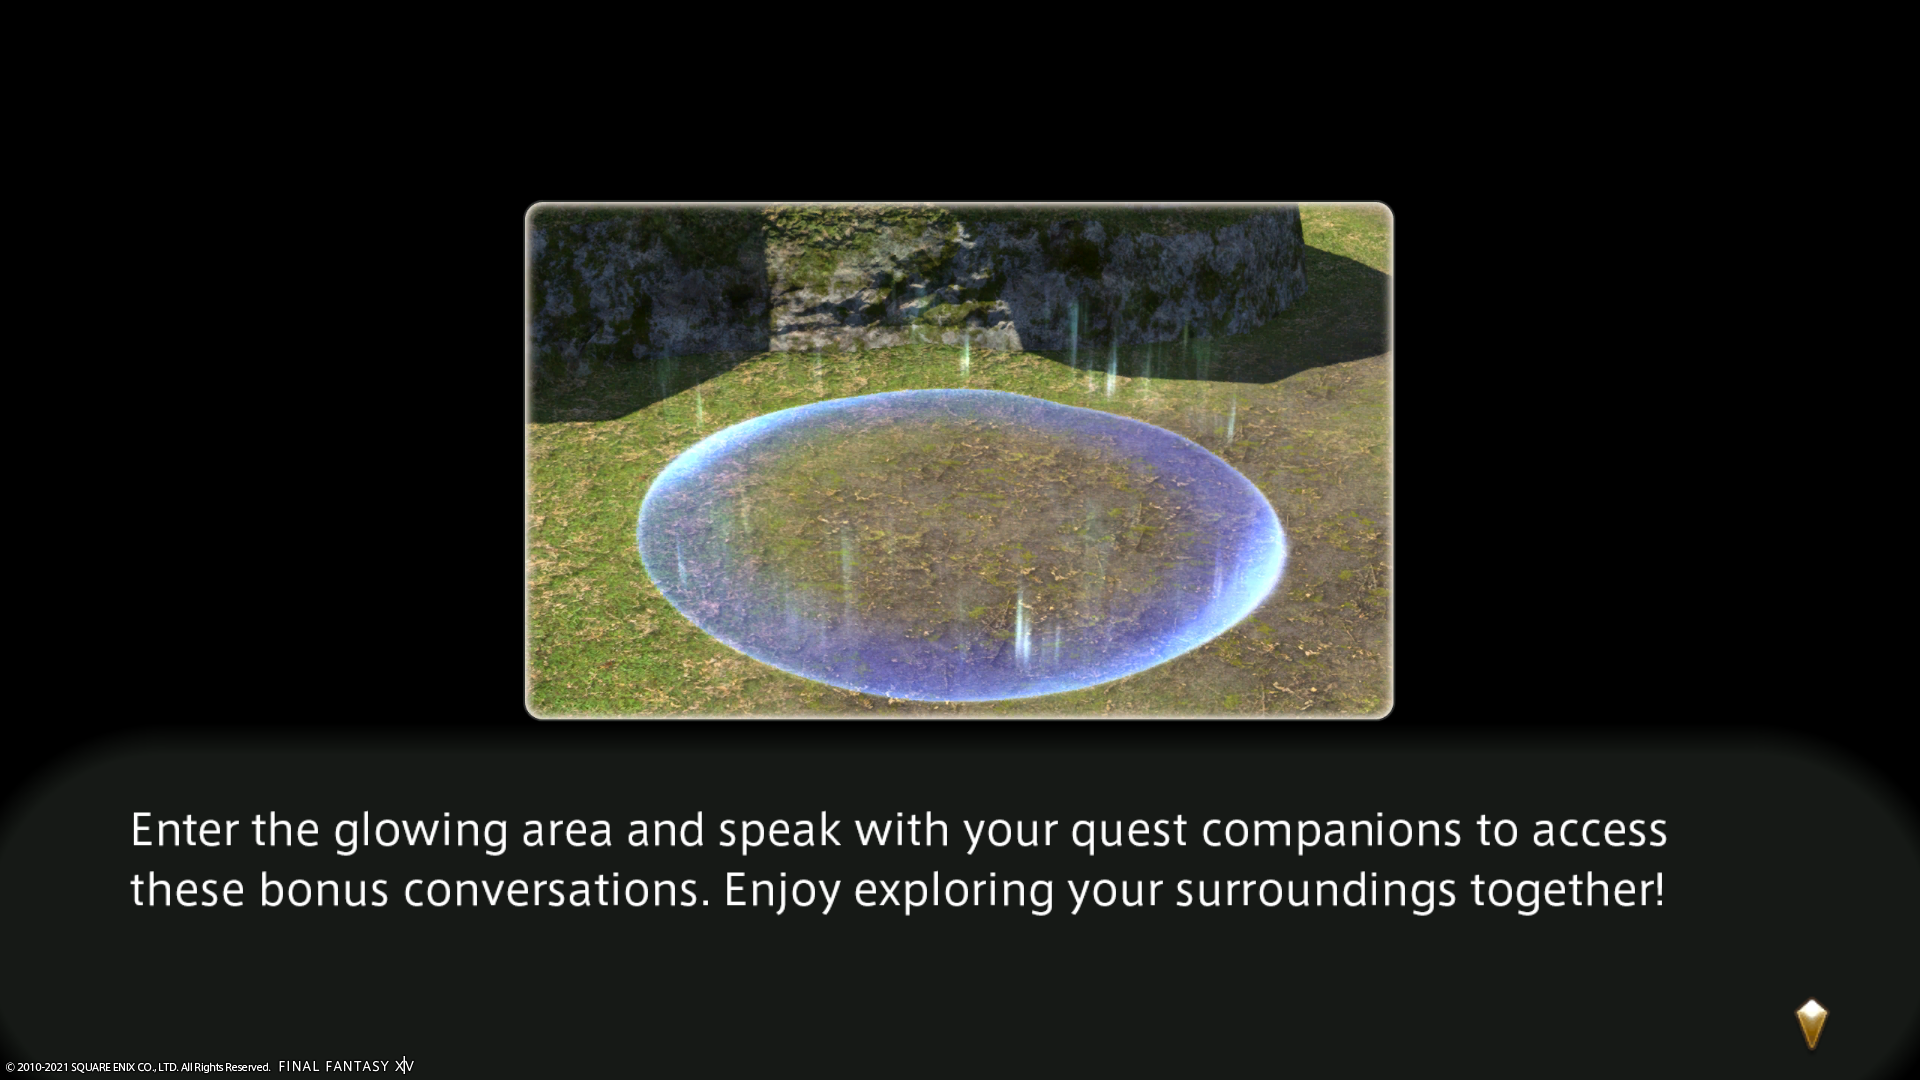 Enter the glowing area and speak with your quest companions to access
these bonus conversations. Enjoy exploring your surroundings together!
© 2010-2021 SQUARE ENIX CO., LTD. All Rights Reserved. FINAL FANTASY XIV